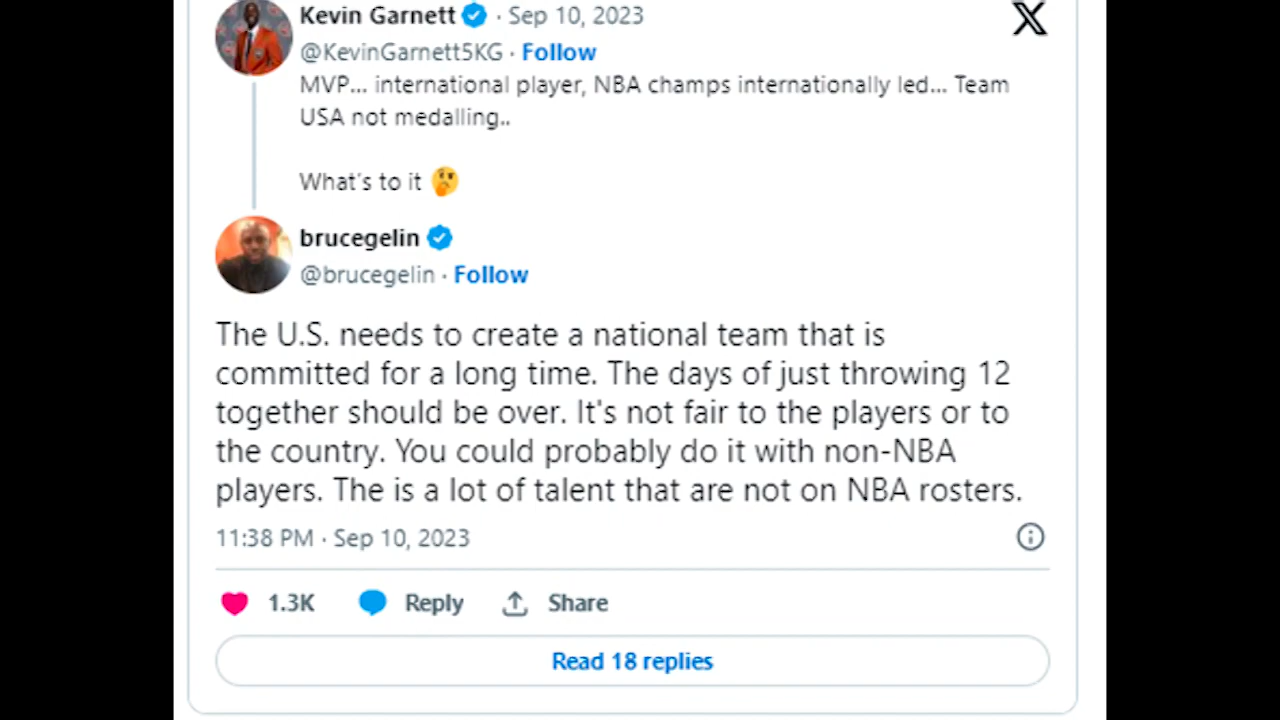 Kevin Garnett · Sep 10, 2023
@KevinGarnett5KG · Follow
MVP... international player, NBA champs internationally led... Team
USA not medalling..
What's to it 🤔
brucegelin
@brucegelin · Follow
The U.S. needs to create a national team that is
committed for a long time. The days of just throwing 12
together should be over. It's not fair to the players or to
the country. You could probably do it with non-NBA
players. The is a lot of talent that are not on NBA rosters.
11:38 PM · Sep 10, 2023
1.3K Reply Share
Read 18 replies